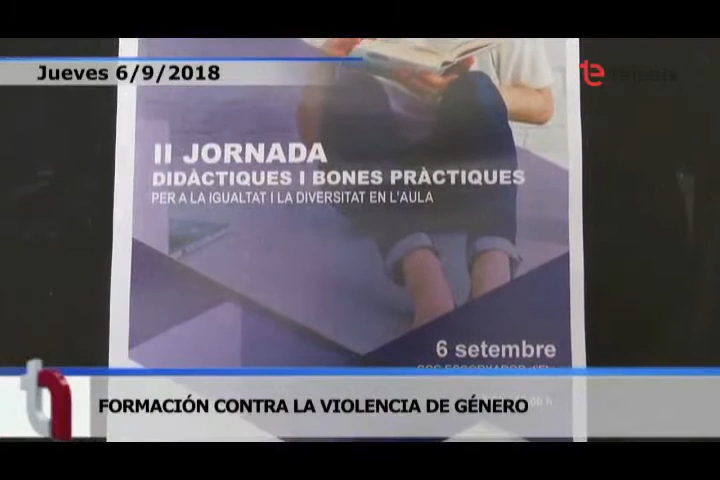 Jueves 6/9/2018
II JORNADA
DIDÀCTIQUES I BONES PRÀCTIQUES
PER A LA IGUALTAT I LA DIVERSITAT EN L'AULA
6 setembre
FORMACIÓN CONTRA LA VIOLENCIA DE GÉNERO